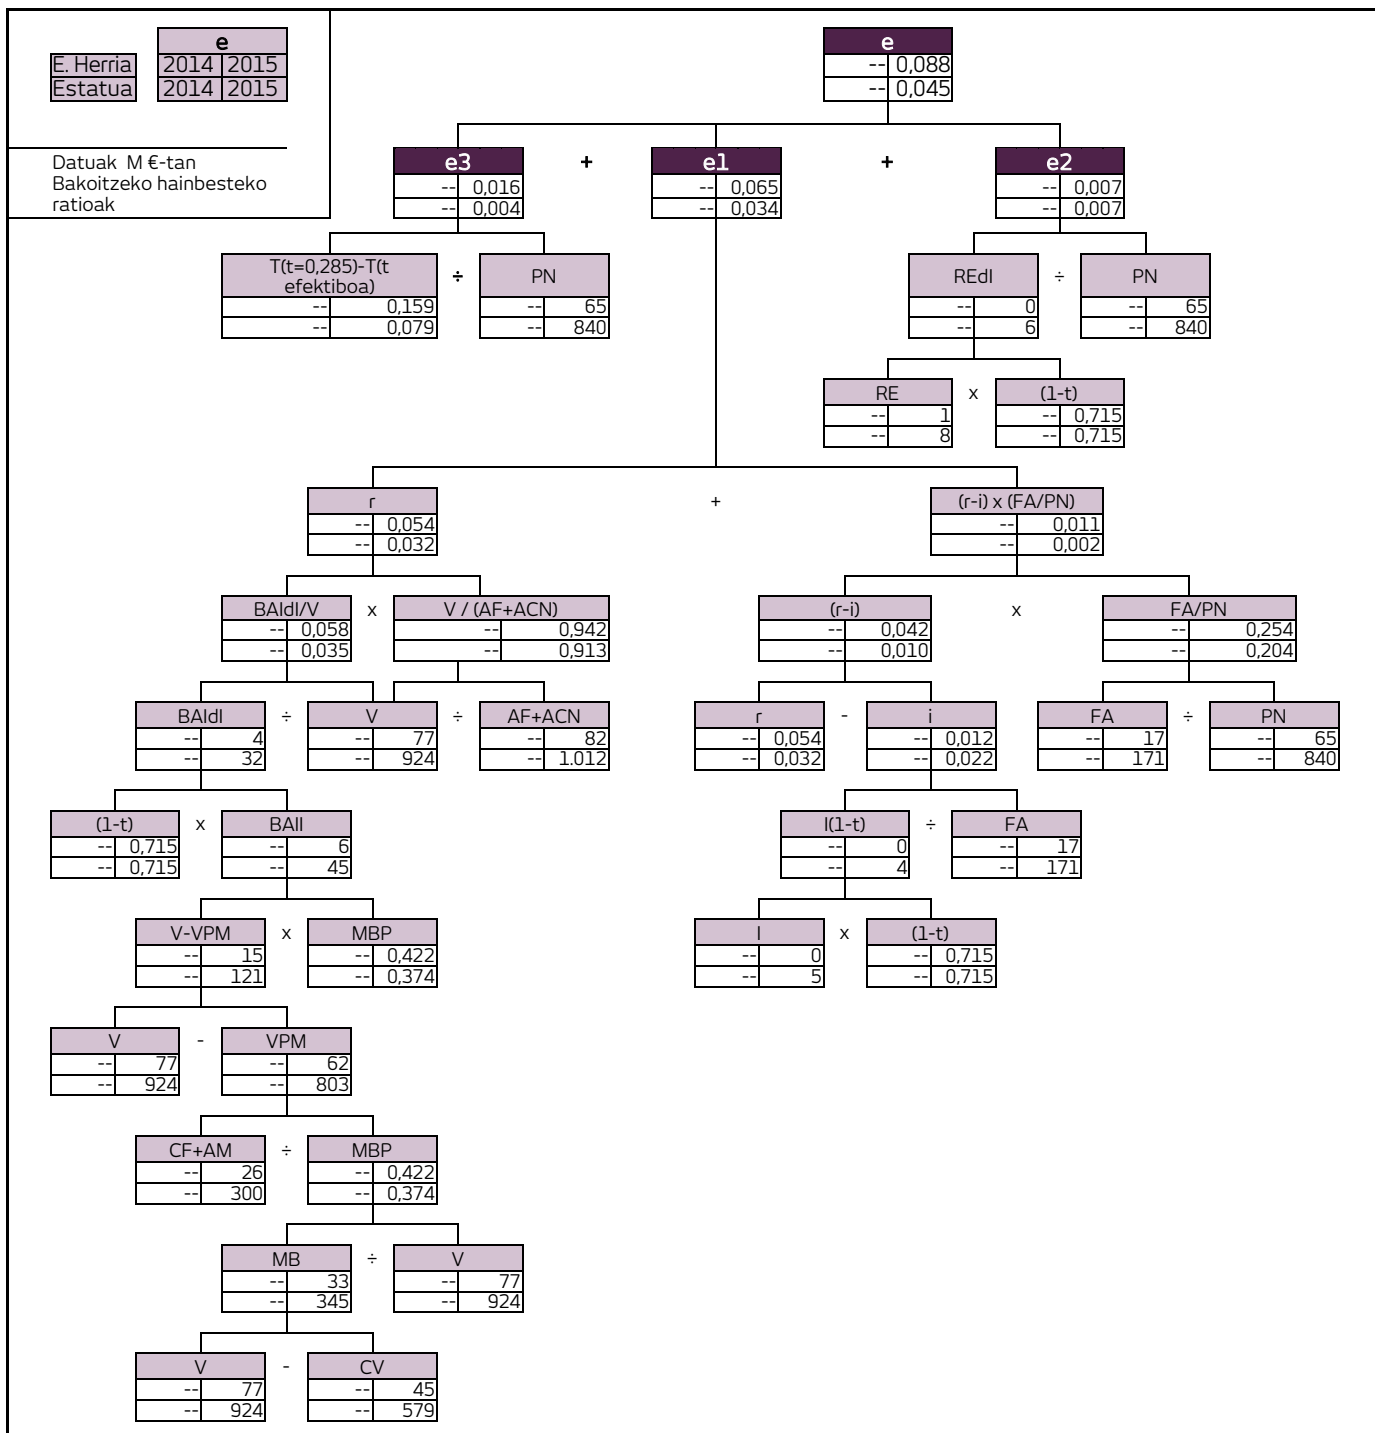 e
E. Herria 2014 2015
Estatua 2014 2015
Datuak M €-tan
Bakoitzeko hainbesteko
ratioak
e
-- 0,088
-- 0,045
e3 + e1 + e2
-- 0,016 -- 0,065 -- 0,007
-- 0,004 -- 0,034 -- 0,007
T(t=0,285)-T(t
efektiboa) ÷ PN REdI ÷ PN
-- 0,159 -- 65 -- 0 -- 65
-- 0,079 -- 840 -- 6 -- 840
RE x (1-t)
-- 1 -- 0,715
-- 8 -- 0,715
r + (r-i) x (FA/PN)
-- 0,054 -- 0,011
-- 0,032 -- 0,002
BAIdI/V x V / (AF+ACN) (r-i) x FA/PN
-- 0,058 -- 0,942 -- 0,042 -- 0,254
-- 0,035 -- 0,913 -- 0,010 -- 0,204
BAIdI ÷ V ÷ AF+ACN r - i FA ÷ PN
-- 4 -- 77 -- 82 -- 0,054 -- 0,012 -- 17 -- 65
-- 32 -- 924 -- 1.012 -- 0,032 -- 0,022 -- 171 -- 840
(1-t) x BAII I(1-t) ÷ FA
-- 0,715 -- 6 -- 0 -- 17
-- 0,715 -- 45 -- 4 -- 171
V-VPM x MBP I x (1-t)
-- 15 -- 0,422 -- 0 -- 0,715
-- 121 -- 0,374 -- 5 -- 0,715
V - VPM
-- 77 -- 62
-- 924 -- 803
CF+AM ÷ MBP
-- 26 -- 0,422
-- 300 -- 0,374
MB ÷ V
-- 33 -- 77
-- 345 -- 924
V - CV
-- 77 -- 45
-- 924 -- 579